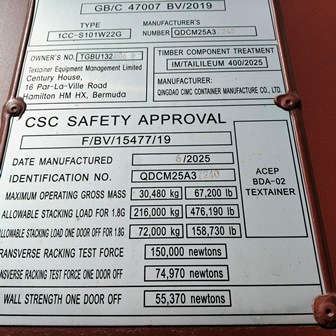 GB/C 47007 BV/2019
TYPE
1CC-S101W22G
MANUFACTURER'S
NUMBER QDCM25A3
OWNER'S NO. TGBU132
Textainer Equipment Management Limited
Century House,
16 Par-La-Ville Road
Hamilton HM HX, Bermuda
TIMBER COMPONENT TREATMENT
IM/TAILILEUM 400/2025
MANUFACTURED BY
QINGDAO CIMC CONTAINER MANUFACTURE CO., LTD.
CSC SAFETY APPROVAL
F/BV/15477/19
DATE MANUFACTURED 6/2025
IDENTIFICATION NO. QDCM25A3
MAXIMUM OPERATING GROSS MASS 30,480 kg 67,200 lb
ALLOWABLE STACKING LOAD FOR 1.8G 216,000 kg 476,190 lb
ALLOWABLE STACKING LOAD ONE DOOR OFF FOR 1.8G 72,000 kg 158,730 lb
TRANSVERSE RACKING TEST FORCE 150,000 newtons
TRANSVERSE RACKING TEST FORCE ONE DOOR OFF 74,970 newtons
WALL STRENGTH ONE DOOR OFF 55,370 newtons
ACEP
BDA-02
TEXTAINER